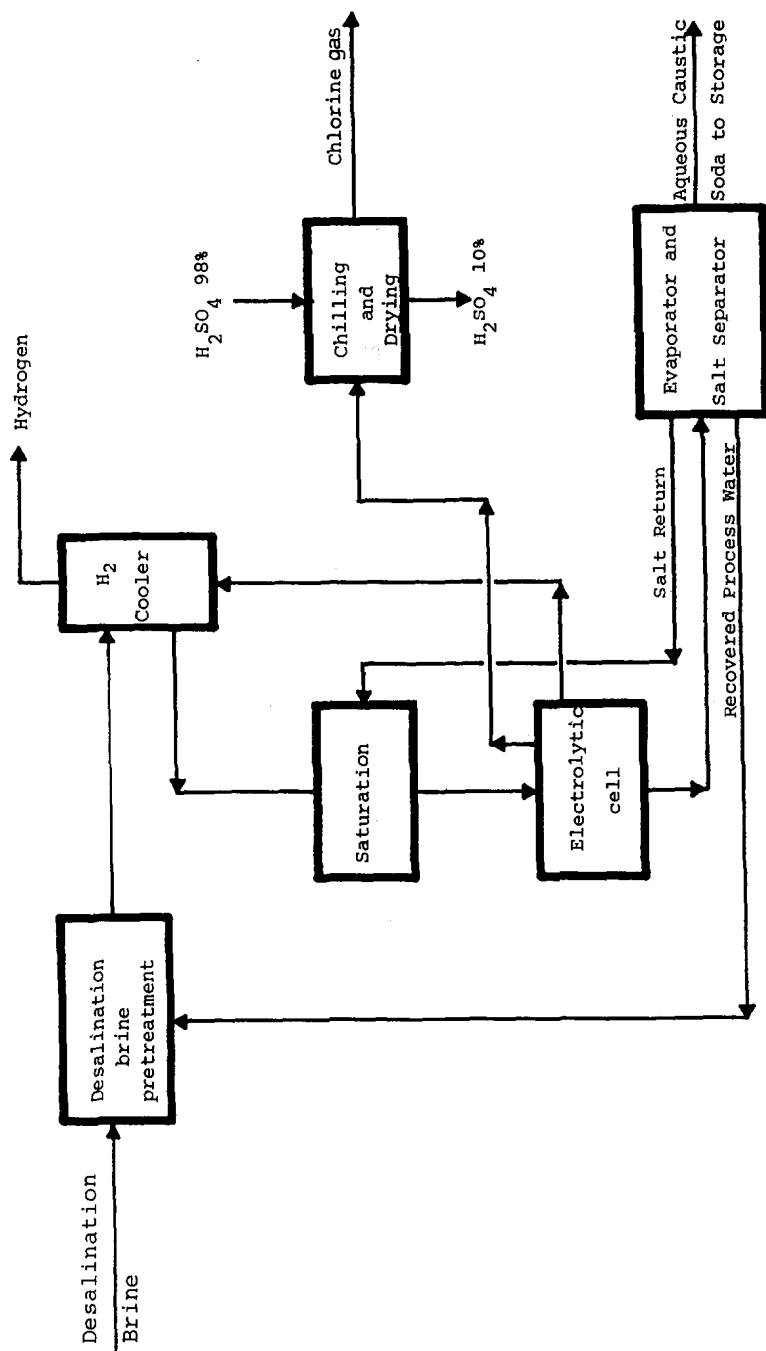 Desalination
Brine
Desalination
brine
pretreatment
H2
Cooler
Hydrogen
Saturation
H2SO4 98%
Chilling
and
Drying
H2SO4 10%
Chlorine gas
Electrolytic
cell
Salt Return
Recovered Process Water
Evaporator and
Salt Separator
Aqueous Caustic
Soda to Storage